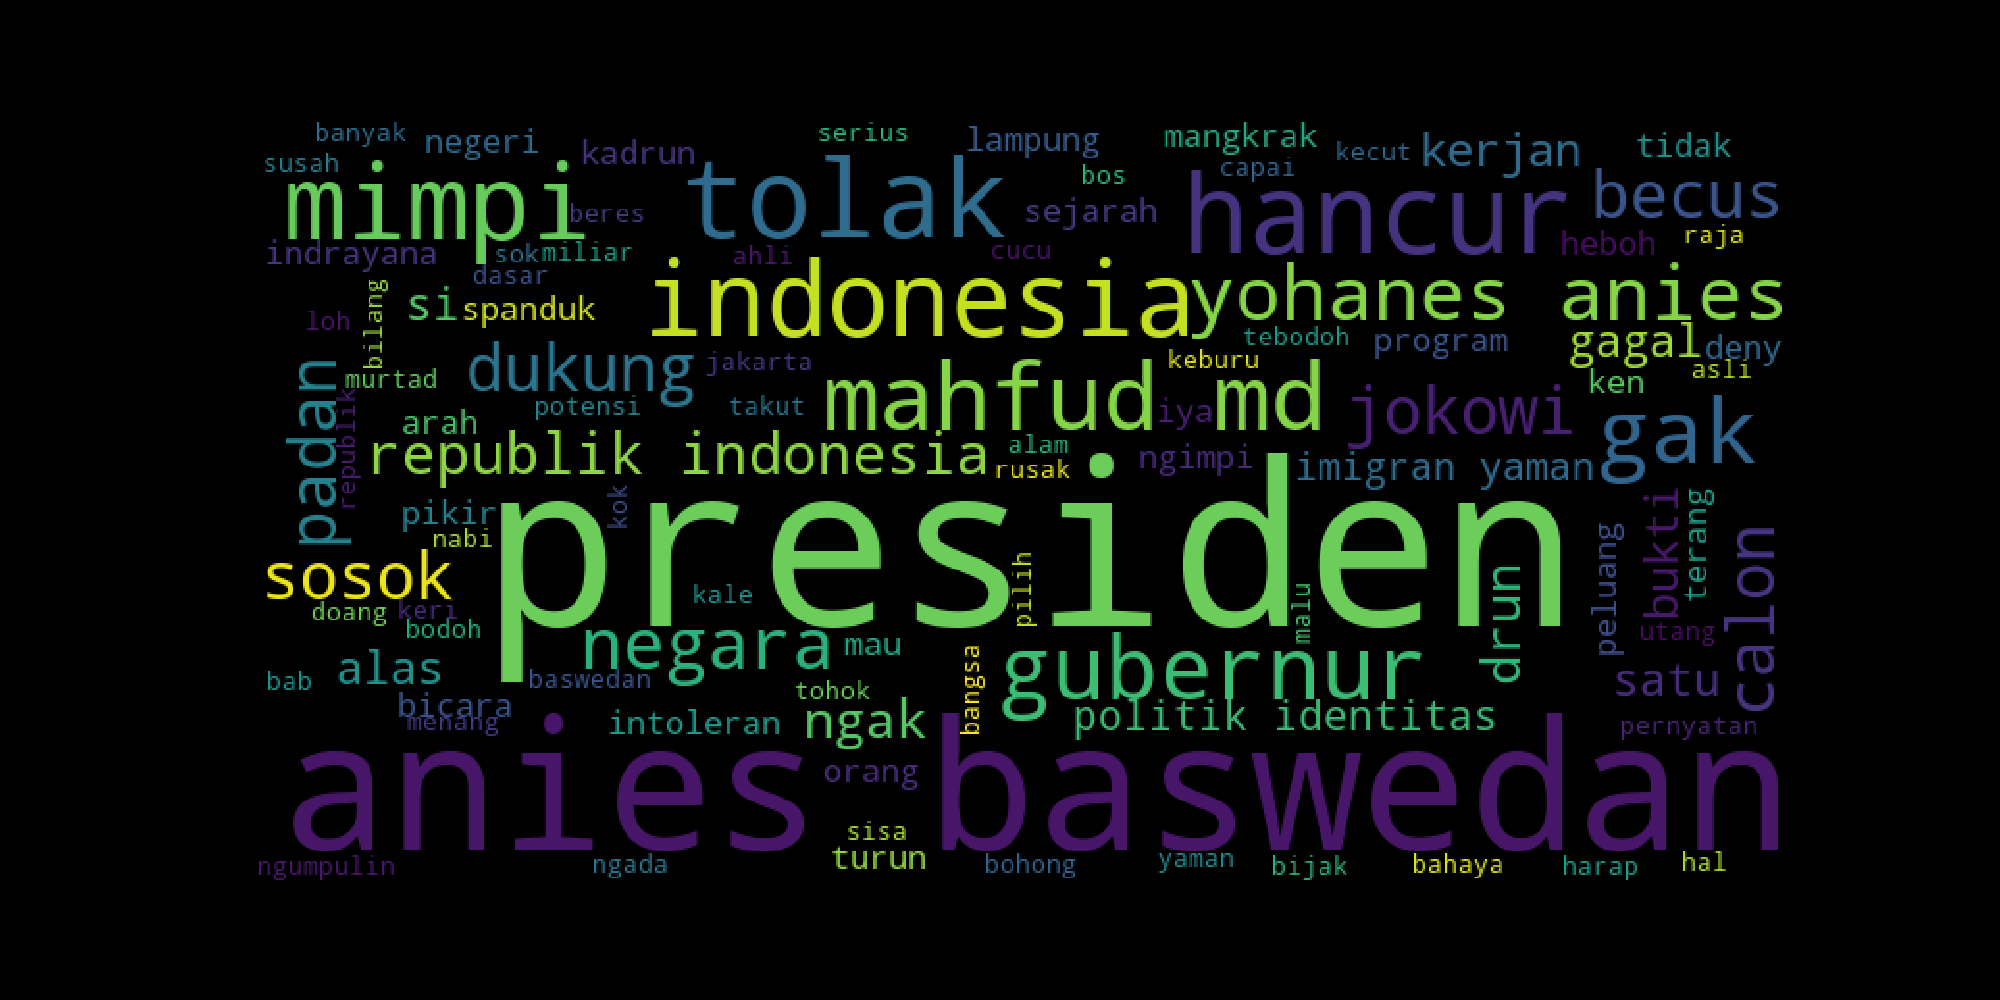 banyak negeri kadrun serius lampung mangkrak kecut kerjan tidak
susah mimpi beres tolak bos sejarah capai hancur becus
indrayana sok miliar ahli cucu heboh raja
dasar
loh bilang si spanduk indonesia yohanes anies
tebodoh program gagal deny
padan murtad dukung jakarta keburu asli
republik potensi takut mahfud md iya jokowi ken gak
arah
republik indonesia alam rusak ngimpi imigran yaman
pikir kok presiden
nabi
sosok pilih drun peluang bukti terang calon
doang keri kale malu
bodoh negara mau gubernur utang
bab alas baswedan tohok bangsa satu
bicara
menang intoleran ngak politik identitas pernyatan
anies baswedan
orang
sisa
ngumpulin ngada turun bohong yaman bijak bahaya harap hal